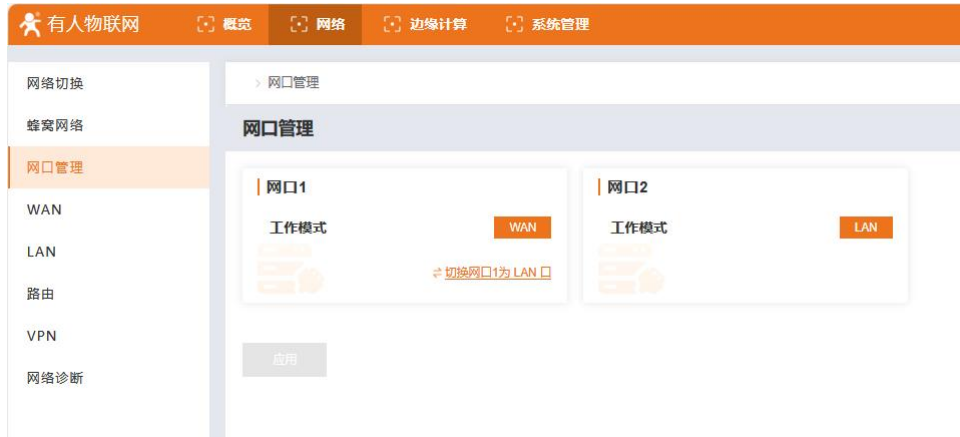 有人物联网 概览 网络 边缘计算 系统管理
网络切换
蜂窝网络
网口管理
WAN
LAN
路由
VPN
网络诊断
> 网口管理
网口管理
网口1
工作模式 WAN
⇌ 切换网口1为 LAN 口
网口2
工作模式 LAN
应用